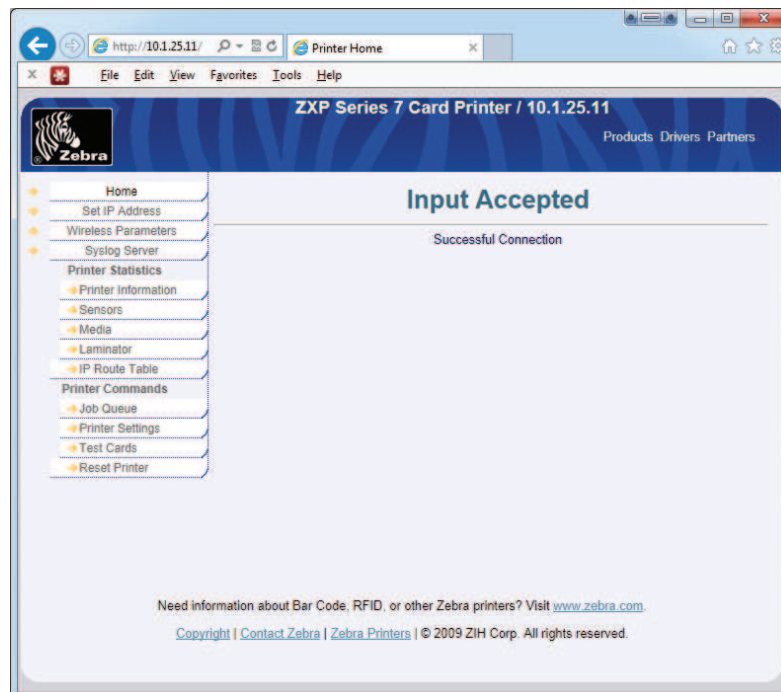 http://10.1.25.11/
Printer Home
File Edit View Favorites Tools Help
Zebra
ZXP Series 7 Card Printer / 10.1.25.11
Products Drivers Partners
Home
Set IP Address
Wireless Parameters
Syslog Server
Printer Statistics
Printer Information
Sensors
Media
Laminator
IP Route Table
Printer Commands
Job Queue
Printer Settings
Test Cards
Reset Printer
Input Accepted
Successful Connection
Need information about Bar Code, RFID, or other Zebra printers? Visit www.zebra.com.
Copyright | Contact Zebra | Zebra Printers | © 2009 ZIH Corp. All rights reserved.